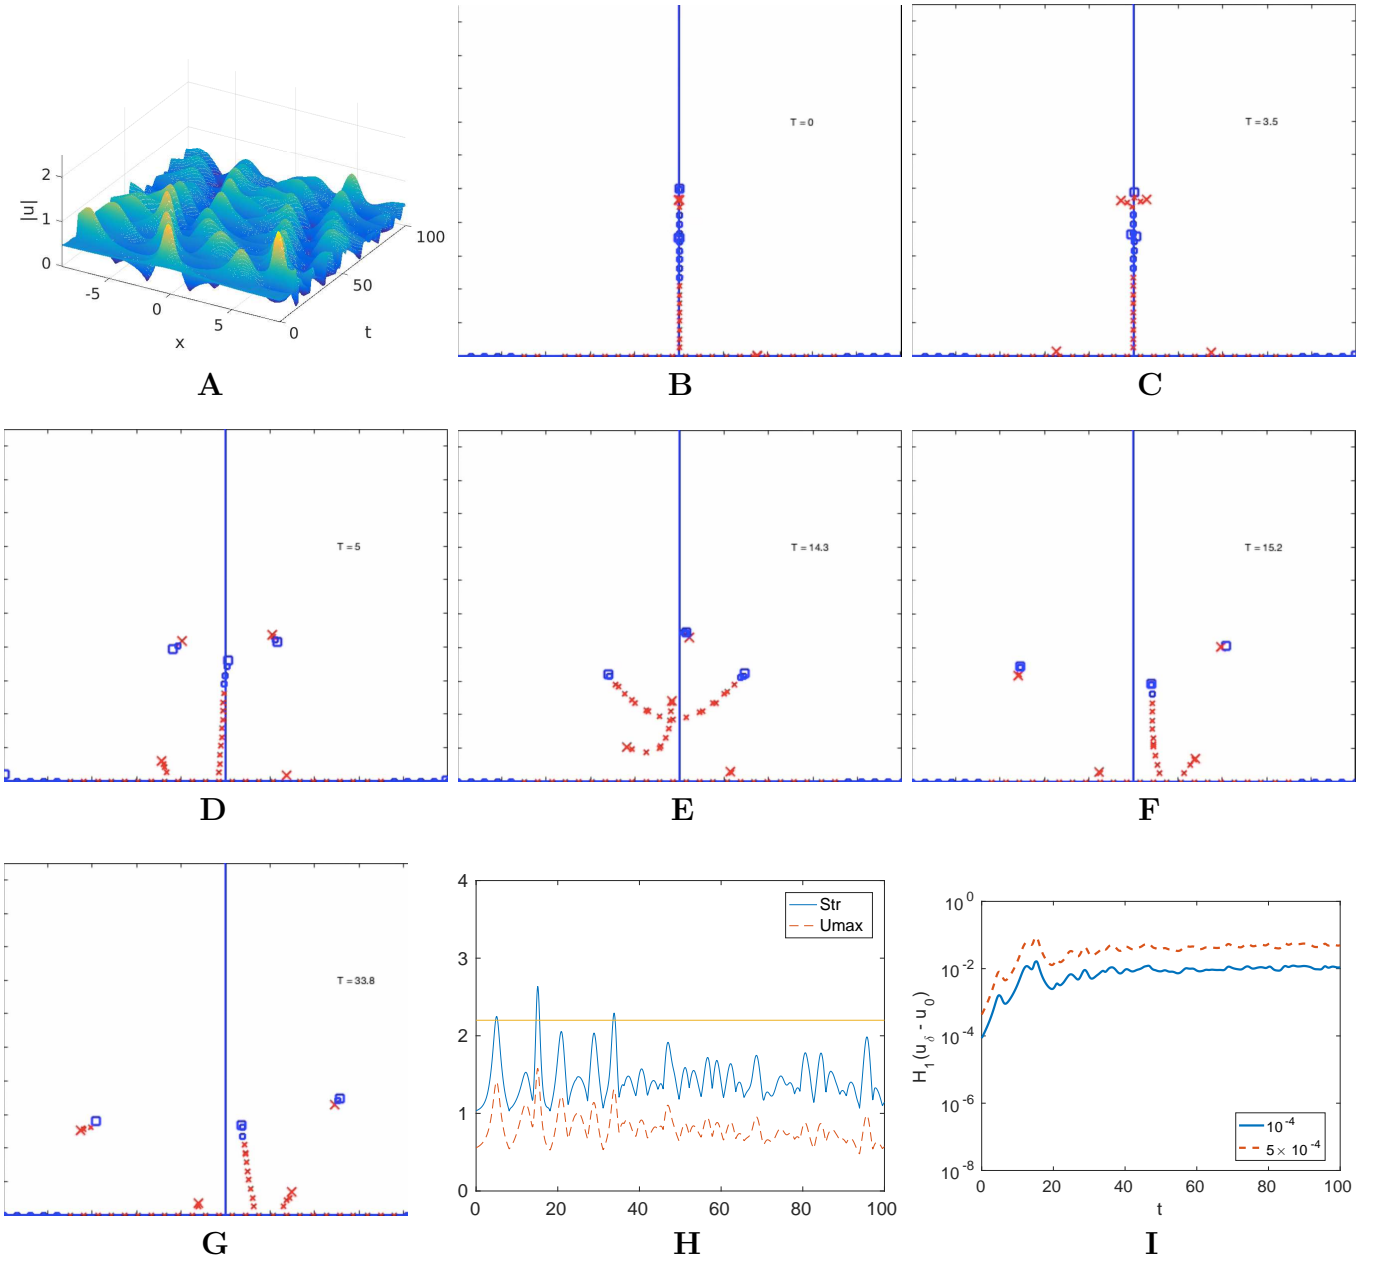 2
1
0
|u|
-5
0
5
x
0
50
100
t
A
T = 0
B
T = 3.5
C
T = 5
D
T = 14.3
E
T = 15.2
F
T = 33.8
G
4
3
2
1
0
Str
Umax
0 20 40 60 80 100
H
10^0
10^-2
10^-4
10^-6
10^-8
H_1(u_δ - u_0)
10^-4
5× 10^-4
0 20 40 60 80 100
t
I